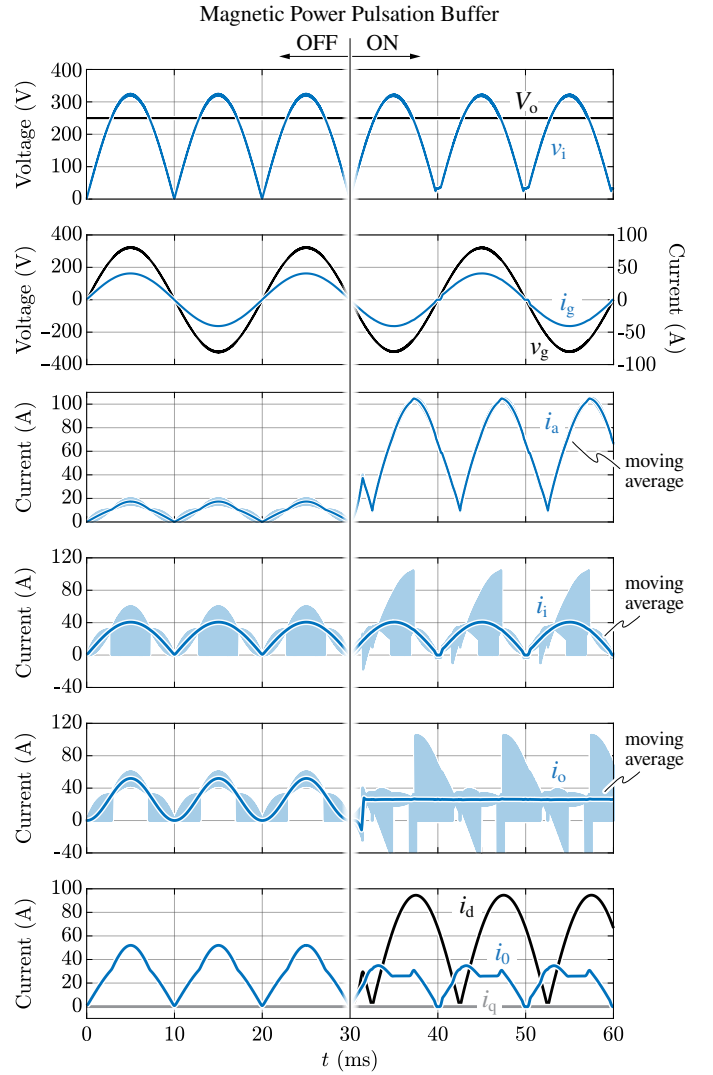 Magnetic Power Pulsation Buffer
OFF ON
400
300
200
100
0
Voltage (V)
V_o
v_i
400
200
0
−200
−400
Voltage (V)
100
50
0
-50
-100
Current (A)
i_g
v_g
100
80
60
40
20
0
Current (A)
i_a
moving
average
120
80
40
0
-40
Current (A)
i_i
moving
average
120
80
40
0
-40
Current (A)
i_o
moving
average
100
80
60
40
20
0
Current (A)
i_d
i_0
i_q
0 10 20 30 40 50 60
t (ms)